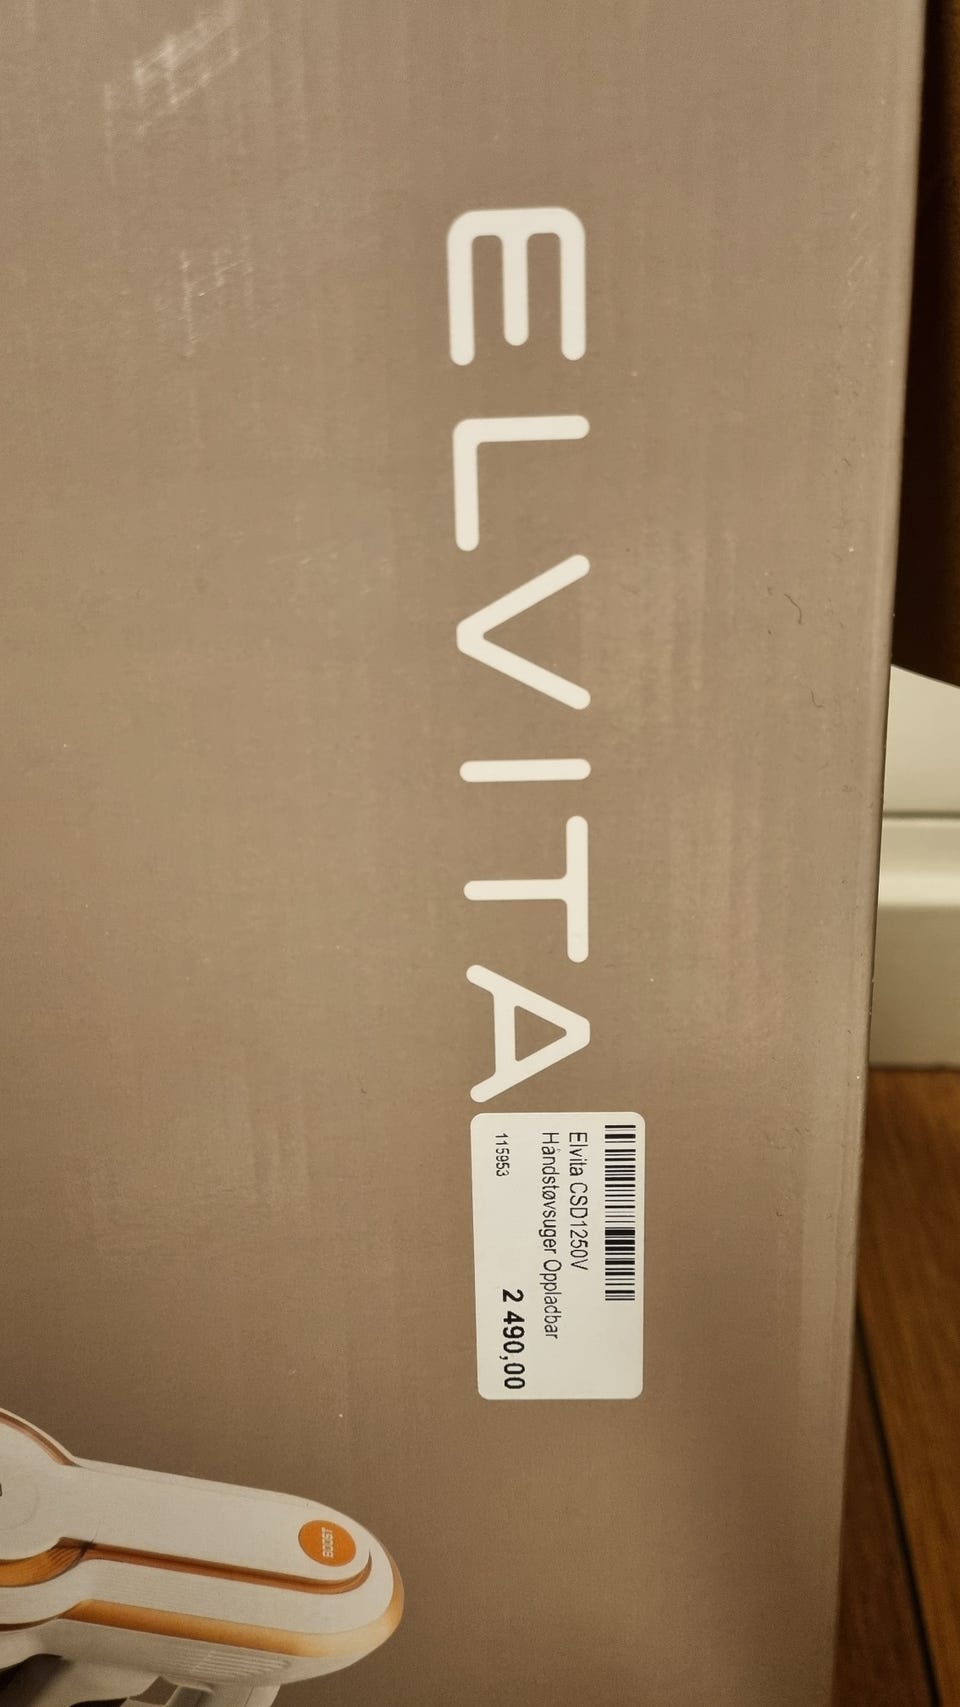 ELVITA
Elvita CSD1250V
Håndstøvsuger Oppladbar
115953
2 490,00
BOOST